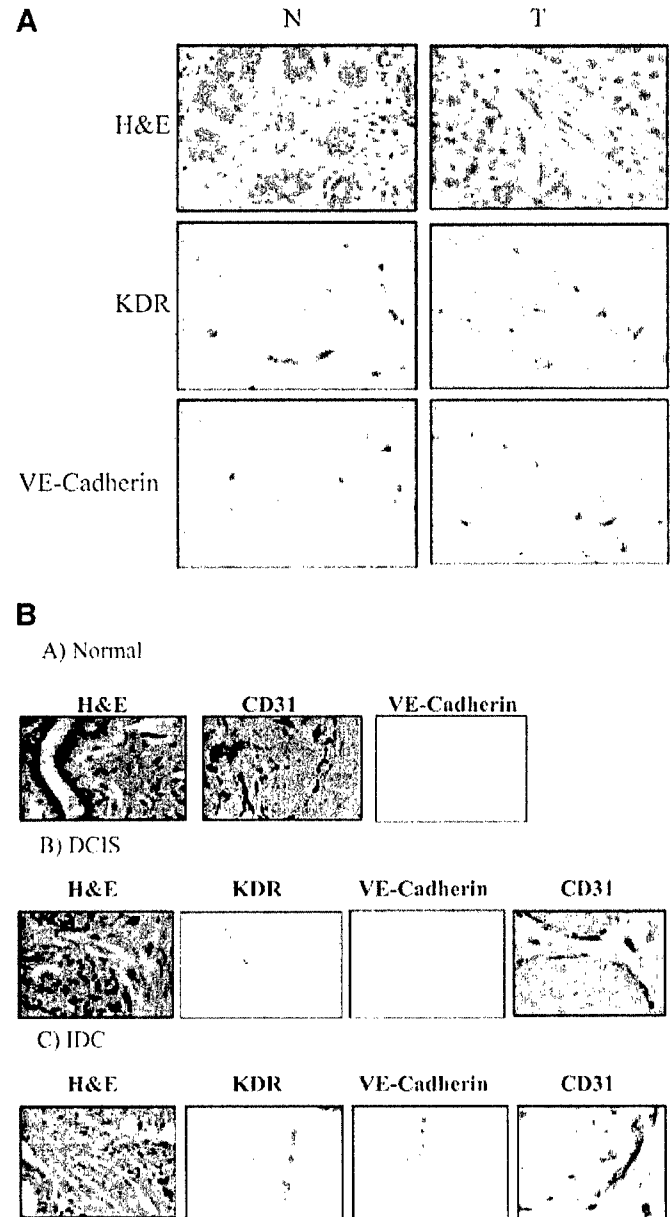 A
N T
H&E
KDR
VE-Cadherin
B
A) Normal
H&E CD31 VE-Cadherin
B) DCIS
H&E KDR VE-Cadherin CD31
C) IDC
H&E KDR VE-Cadherin CD31